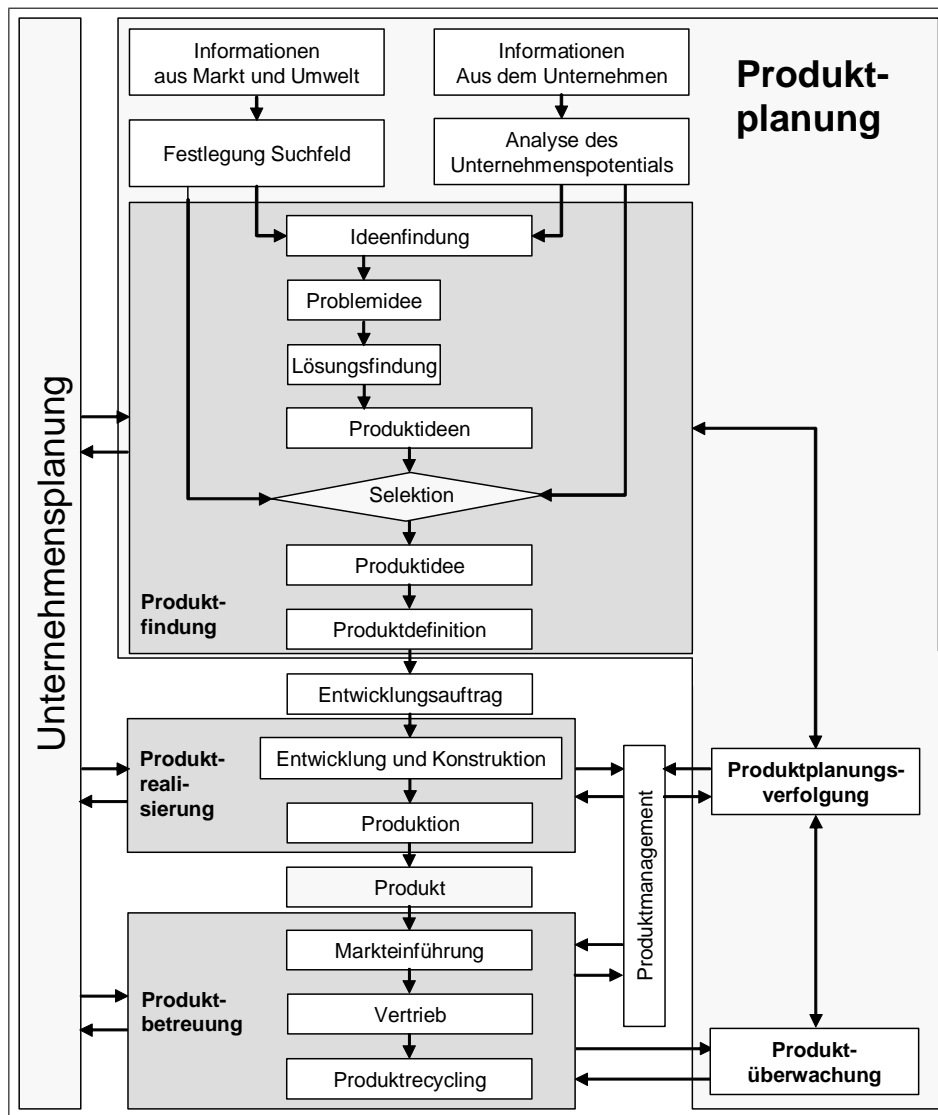 Informationen
aus Markt und Umwelt
Informationen
Aus dem Unternehmen
Produkt-
planung
Festlegung Suchfeld
Analyse des
Unternehmenspotentials
Ideenfindung
Problemidee
Lösungsfindung
Produktideen
Selektion
Produktidee
Produkt-
findung
Produktdefinition
Unternehmensplanung
Entwicklungsauftrag
Produkt-
reali-
sierung
Entwicklung und Konstruktion
Produktion
Produktmanagement
Produktplanungs-
verfolgung
Produkt
Produkt-
betreuung
Markteinführung
Vertrieb
Produktrecycling
Produkt-
überwachung